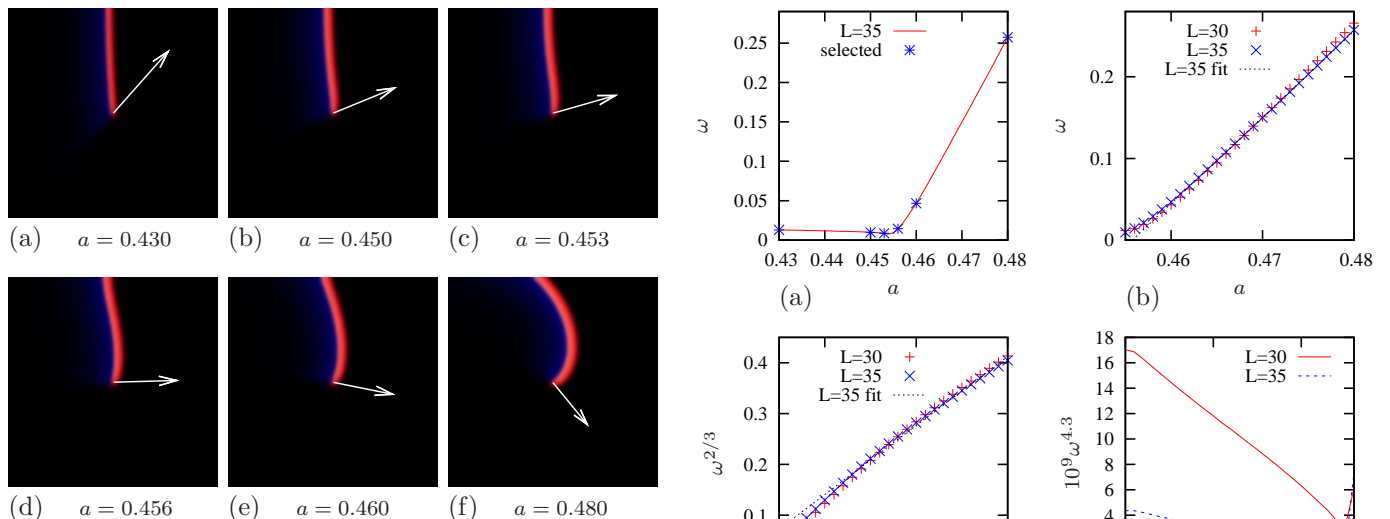 (a) a = 0.430
(b) a = 0.450
(c) a = 0.453
(d) a = 0.456
(e) a = 0.460
(f) a = 0.480
L=35
selected
ω
0.25
0.2
0.15
0.1
0.05
0
0.43 0.44 0.45 0.46 0.47 0.48
(a) a
L=30
L=35
L=35 fit
ω
0.2
0.1
0
0.46 0.47 0.48
(b) a
L=30
L=35
L=35 fit
ω^{2/3}
0.4
0.3
0.2
0.1
L=30
L=35
10^9ω^{4.3}
18
16
14
12
10
8
6
4